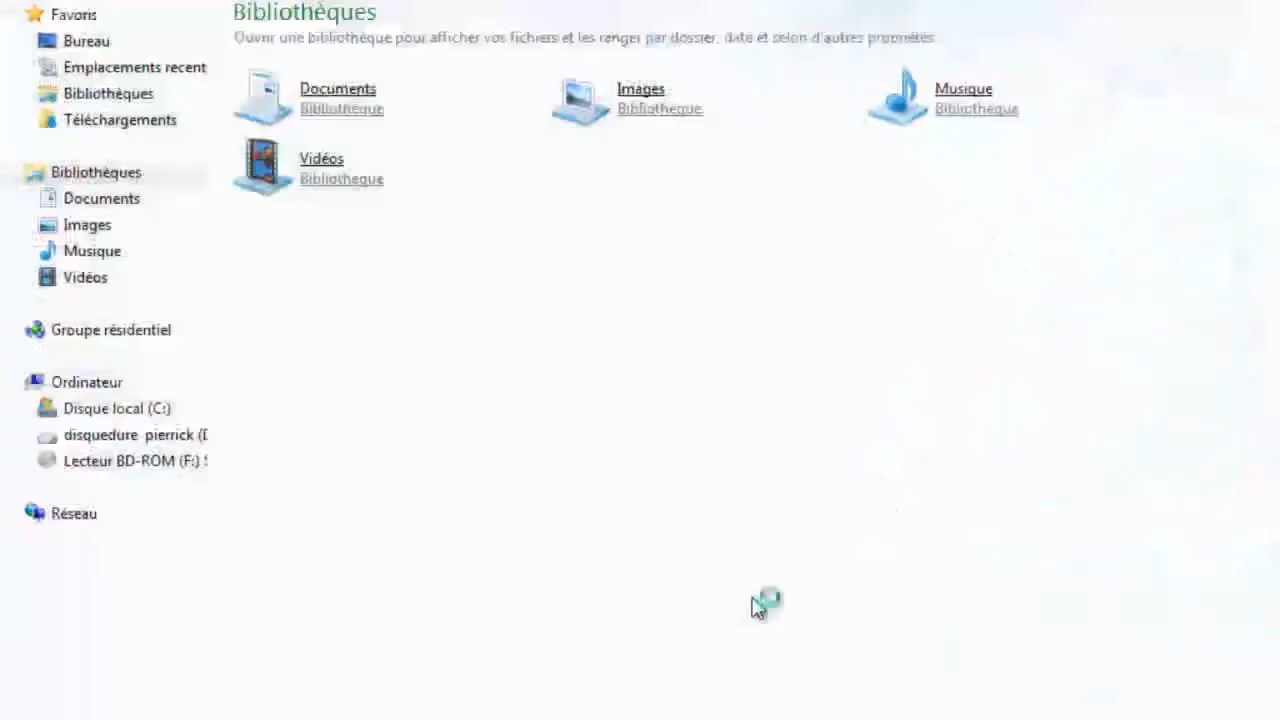 Favoris
Bureau
Emplacements recent
Bibliothèques
Téléchargements
Bibliothèques
Documents
Images
Musique
Vidéos
Groupe résidentiel
Ordinateur
Disque local (C:)
disquedure pierrick (D
Lecteur BD-ROM (F:) S
Réseau
Bibliothèques
Ouvrir une bibliothèque pour afficher vos fichiers et les ranger par dossier, date et selon d'autres propriétés.
Documents
Bibliothèque
Images
Bibliothèque
Musique
Bibliothèque
Vidéos
Bibliothèque